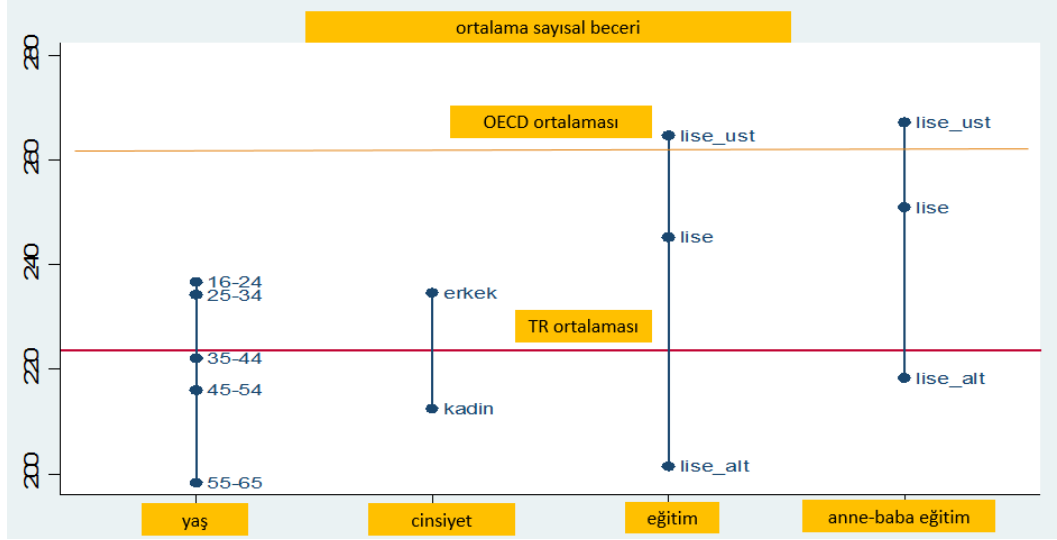 ortalama sayısal beceri
280
260
240
220
200
OECD ortalaması
TR ortalaması
16-24
25-34
35-44
45-54
55-65
erkek
kadin
lise_ust
lise
lise_alt
lise_ust
lise
lise_alt
yaş
cinsiyet
eğitim
anne-baba eğitim